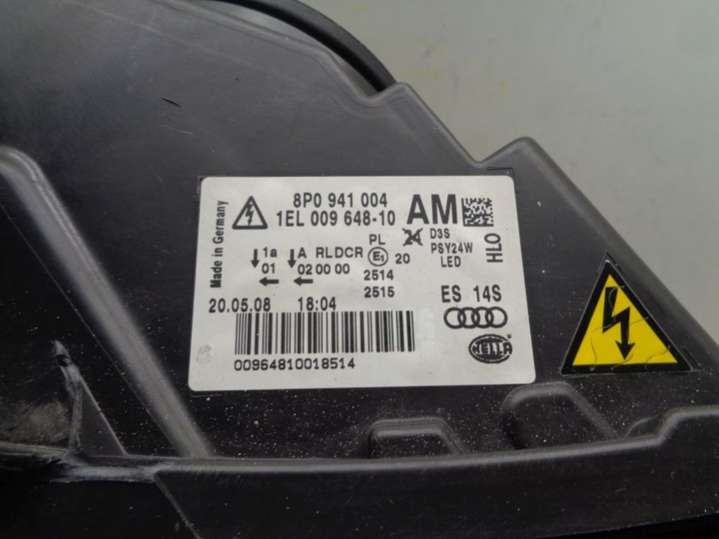 8P0 941 004
1EL 009 648-10
AM
Made in Germany
PL
24 D3S
PSY24W
LED
HLO
1a
A RLDCR
E1
20
01
02 00 00
2514
2515
20.05.08 18:04
ES 14S
00964810018514
HELLA